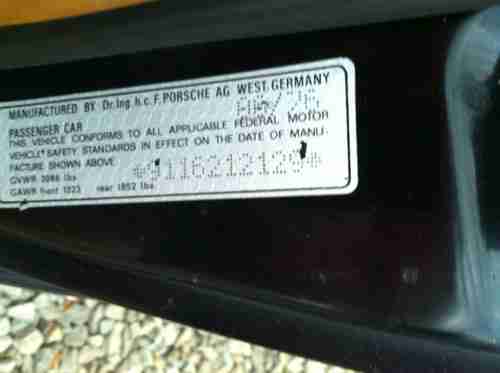 MANUFACTURED BY Dr.Ing.h.c.F.PORSCHE AG WEST GERMANY
PASSENGER CAR
THIS VEHICLE CONFORMS TO ALL APPLICABLE FEDERAL MOTOR
VEHICLE SAFETY STANDARDS IN EFFECT ON THE DATE OF MANU-
FACTURE SHOWN ABOVE
*9116212129*
GVWR 3086 lbs
GAWR front 1323 rear 1852 lbs